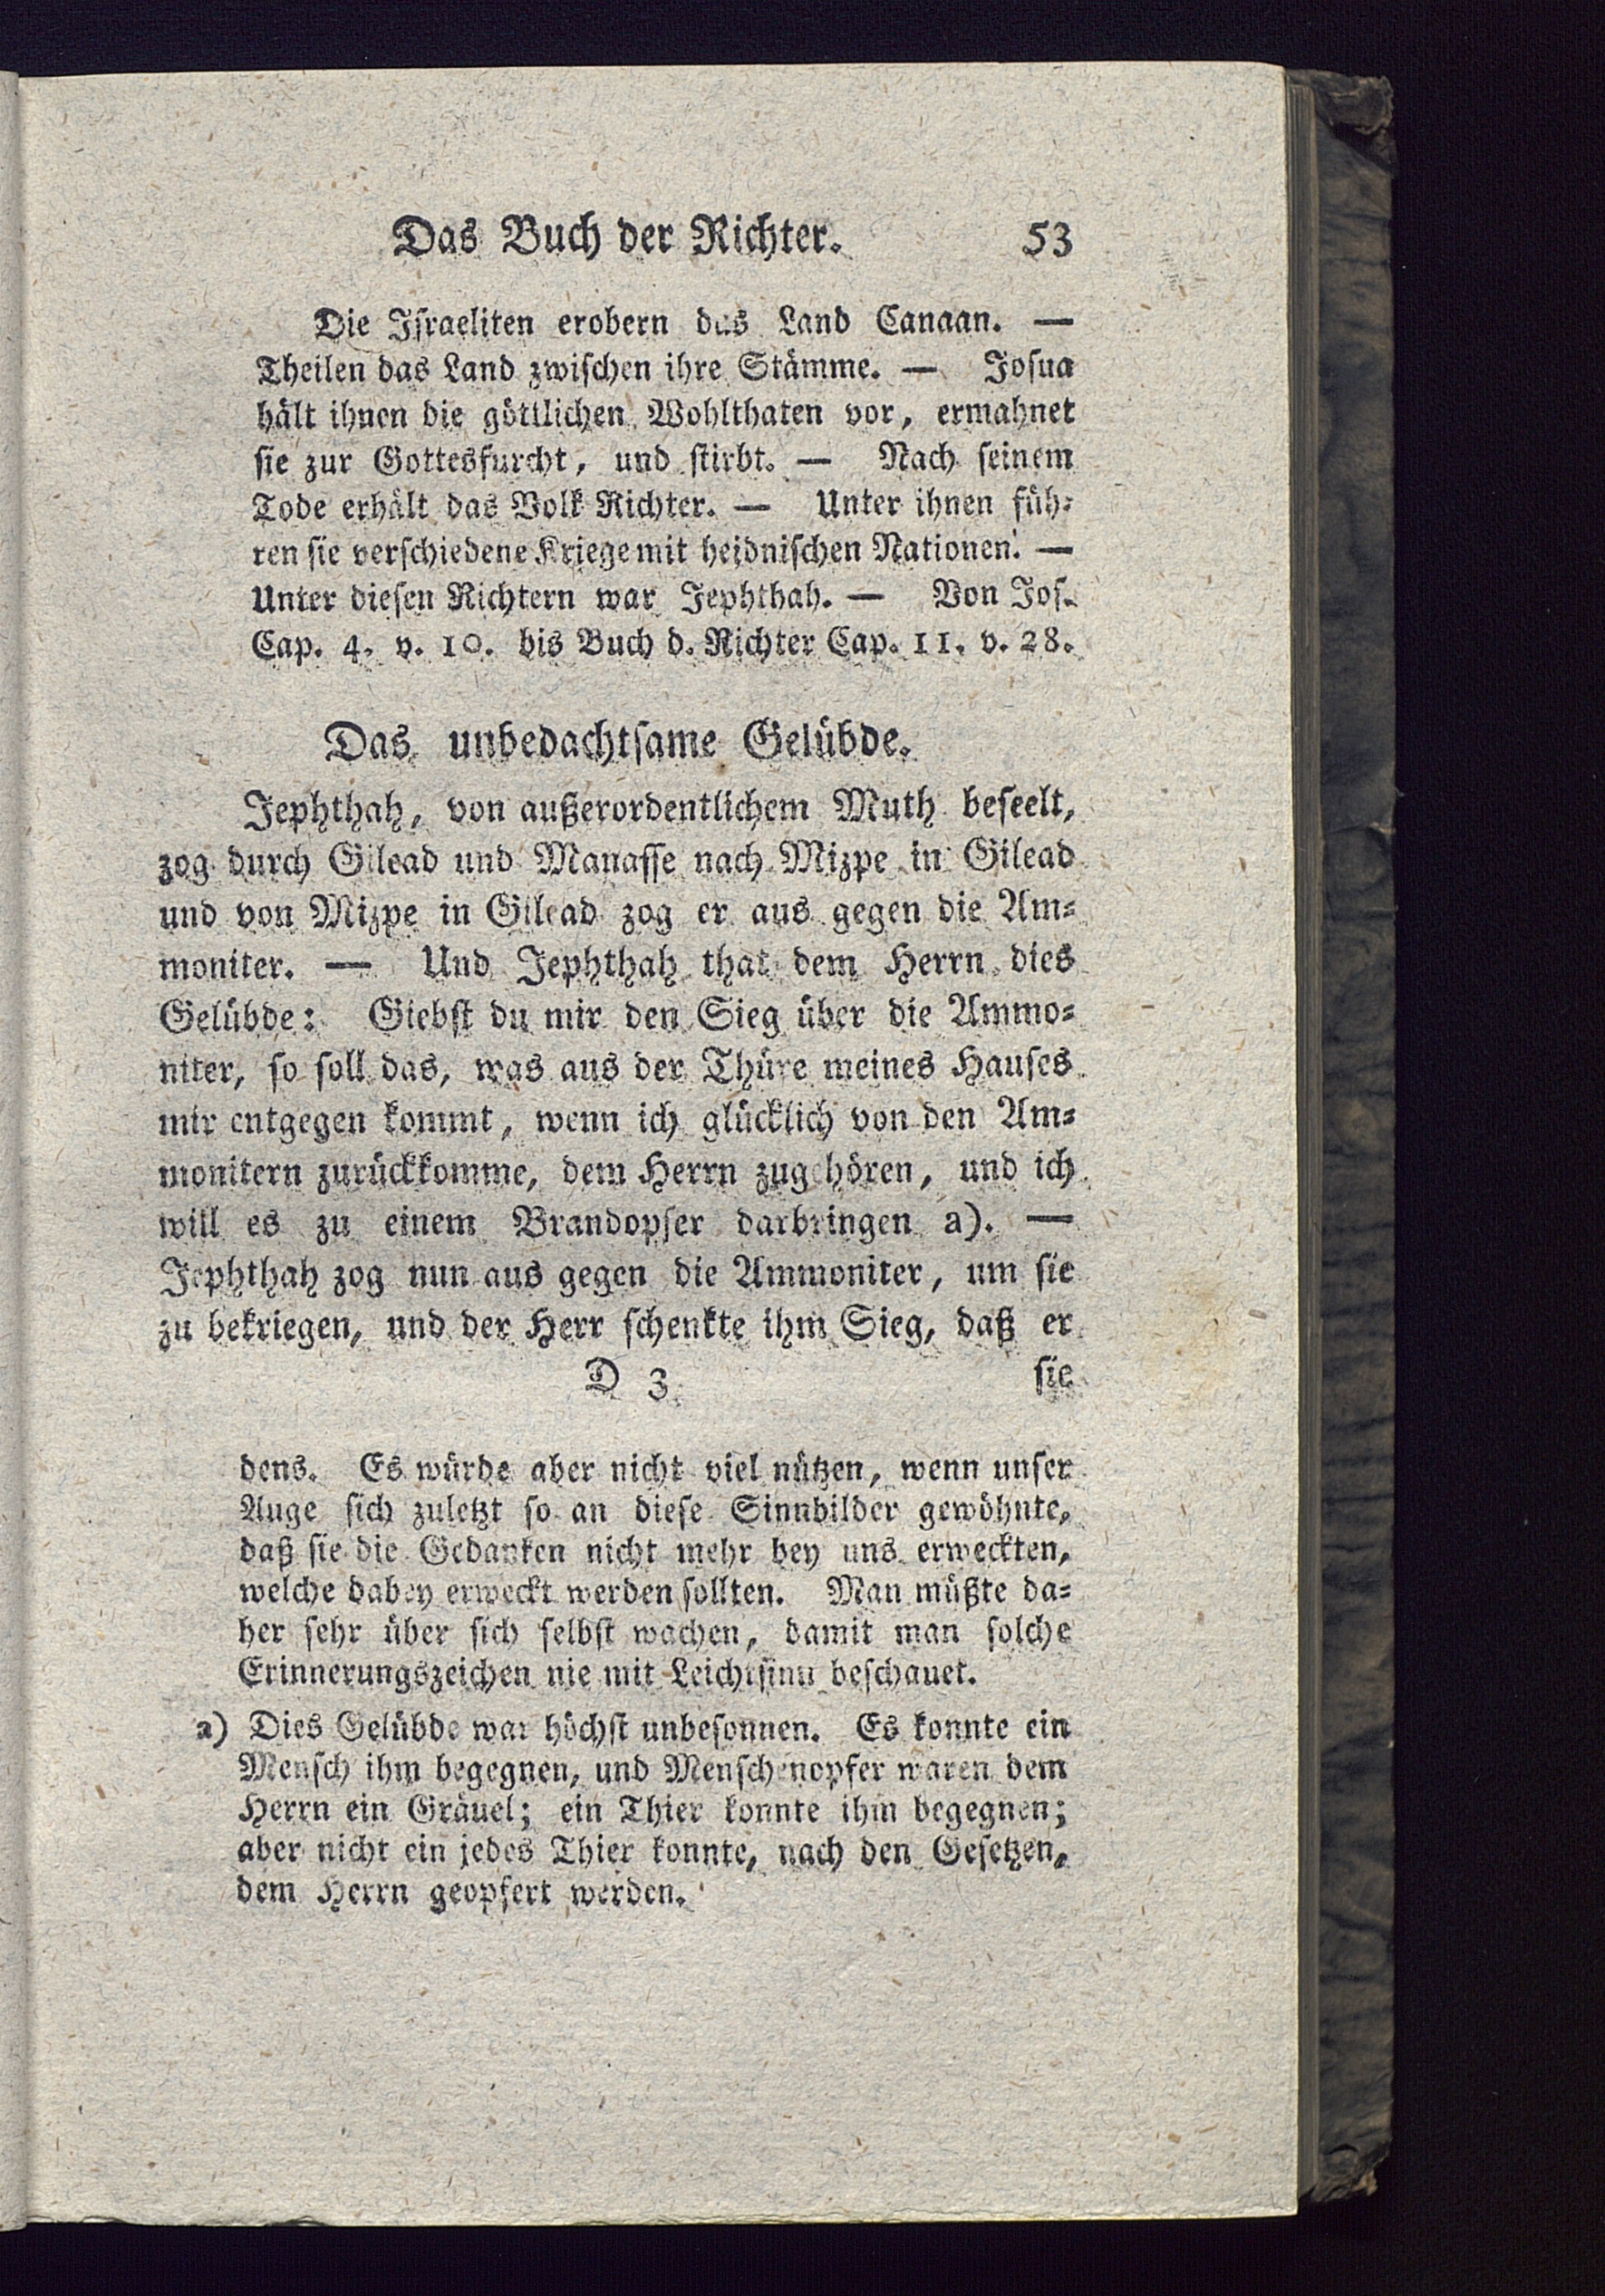 Das Buch der Richter. 53
Die Israeliten erobern das Land Canaan. —
Theilen das Land zwischen ihre Stämme. — Josua
hält ihnen die göttlichen Wohlthaten vor, ermahnet
sie zur Gottesfurcht, und stirbt. — Nach seinem
Tode erhält das Volk Richter. — Unter ihnen füh-
ren sie verschiedene Kriege mit heidnischen Nationen. —
Unter diesen Richtern war Jephthah. — Von Jos.
Cap. 4. v. 10. bis Buch d. Richter Cap. 11. v. 28.
Das unbedachtsame Gelübde.
Jephthah, von außerordentlichem Muth beseelt,
zog durch Gilead und Manasse nach Mizpe in Gilead
und von Mizpe in Gilead zog er aus gegen die Am-
moniter. — Und Jephthah that dem Herrn dies
Gelübde: Giebst du mir den Sieg über die Ammo-
niter, so soll das, was aus der Thüre meines Hauses
mir entgegen kommt, wenn ich glücklich von den Am-
monitern zurückkomme, dem Herrn zugehören, und ich
will es zu einem Brandopfer darbringen a). —
Jephthah zog nun aus gegen die Ammoniter, um sie
zu bekriegen, und der Herr schenkte ihm Sieg, daß er
D 3 sie
dens. Es würde aber nicht viel nützen, wenn unser
Auge sich zuletzt so an diese Sinnbilder gewöhnte,
daß sie die Gedanken nicht mehr bey uns erweckten,
welche dabey erweckt werden sollten. Man müßte da-
her sehr über sich selbst wachen, damit man solche
Erinnerungszeichen nie mit Leichtsinn beschauet.
a) Dies Gelübde war höchst unbesonnen. Es konnte ein
Mensch ihm begegnen, und Menschenopfer waren dem
Herrn ein Gräuel; ein Thier konnte ihm begegnen;
aber nicht ein jedes Thier konnte, nach den Gesetzen,
dem Herrn geopfert werden.